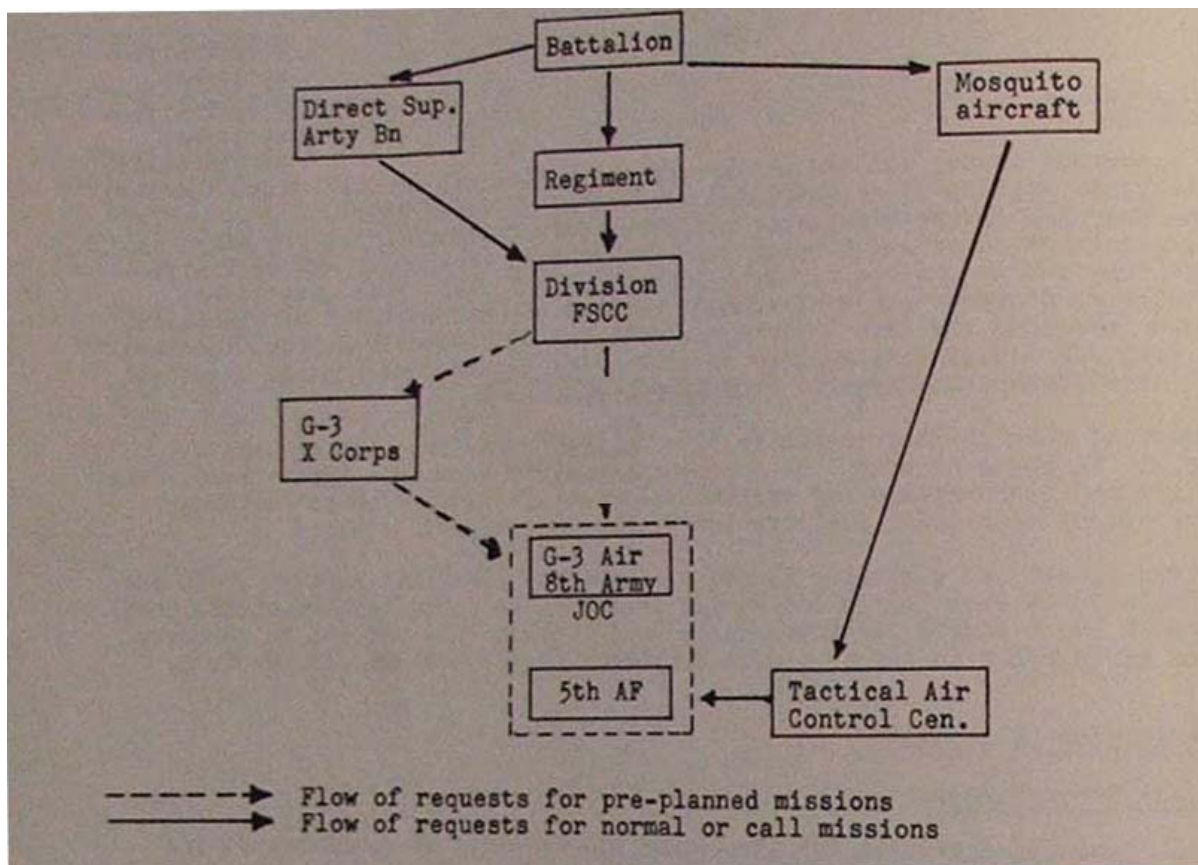 Battalion
Direct Sup.
Arty Bn
Mosquito
aircraft
Regiment
Division
FSCC
G-3
X Corps
G-3 Air
8th Army
JOC
5th AF
Tactical Air
Control Cen.
Flow of requests for pre-planned missions
Flow of requests for normal or call missions